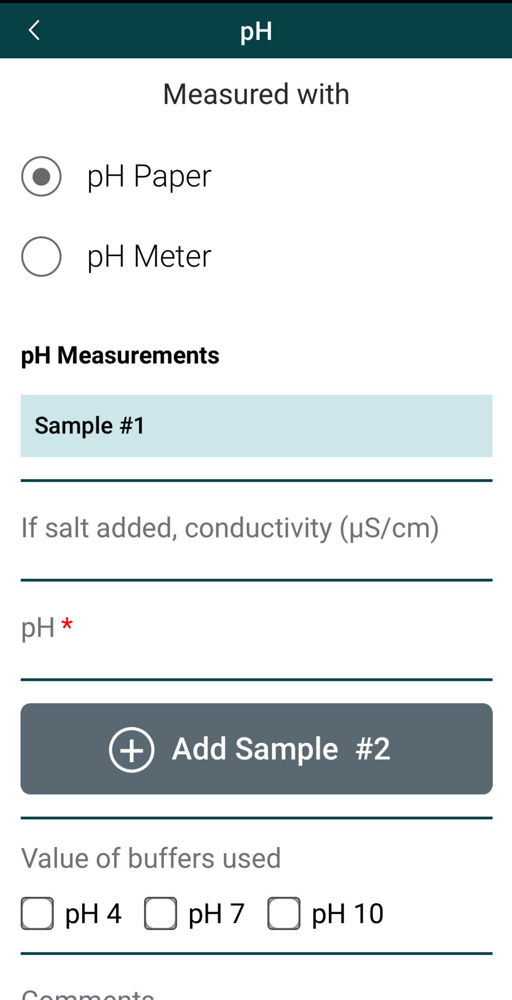 pH
Measured with
pH Paper
pH Meter
pH Measurements
Sample #1
If salt added, conductivity (µS/cm)
pH *
Add Sample #2
Value of buffers used
pH 4 pH 7 pH 10
Comments